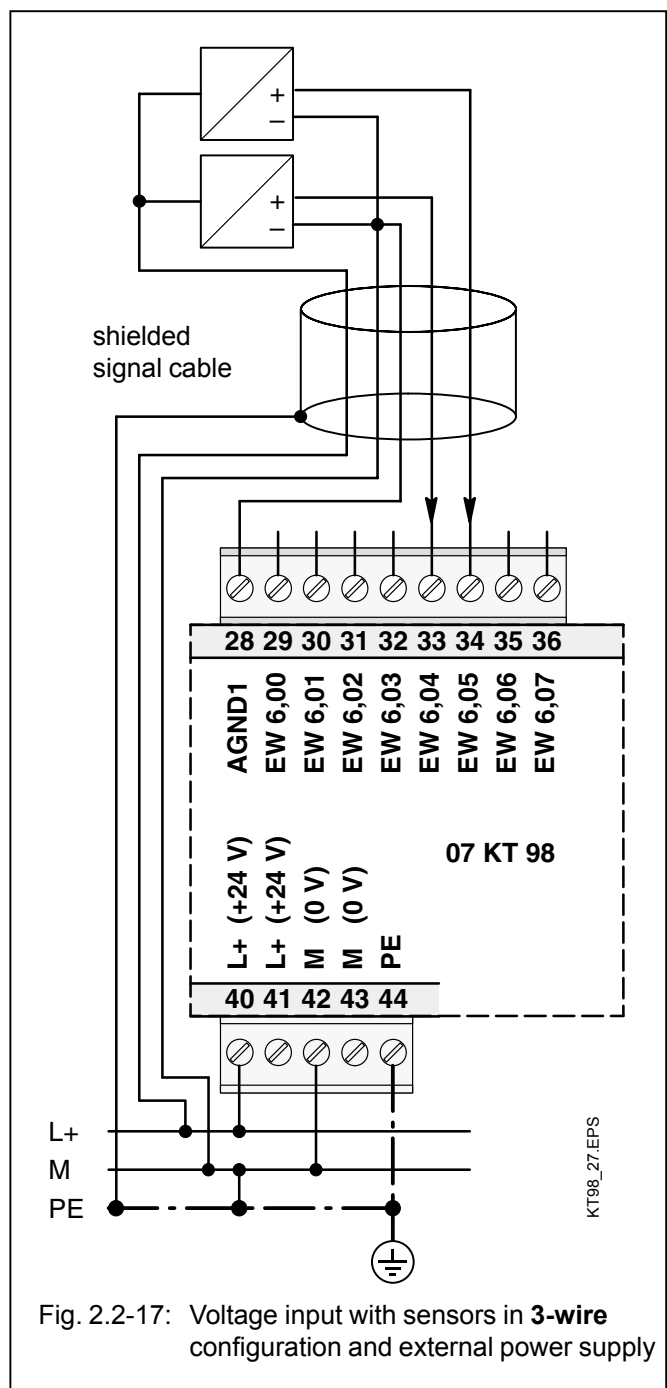 +
–
+
–
shielded
signal cable
28 29 30 31 32 33 34 35 36
AGND1
EW 6,00
EW 6,01
EW 6,02
EW 6,03
EW 6,04
EW 6,05
EW 6,06
EW 6,07
07 KT 98
L+ (+24 V)
L+ (+24 V)
M (0 V)
M (0 V)
PE
40 41 42 43 44
L+
M
PE
KT98_27.EPS
Fig. 2.2-17: Voltage input with sensors in 3-wire
configuration and external power supply